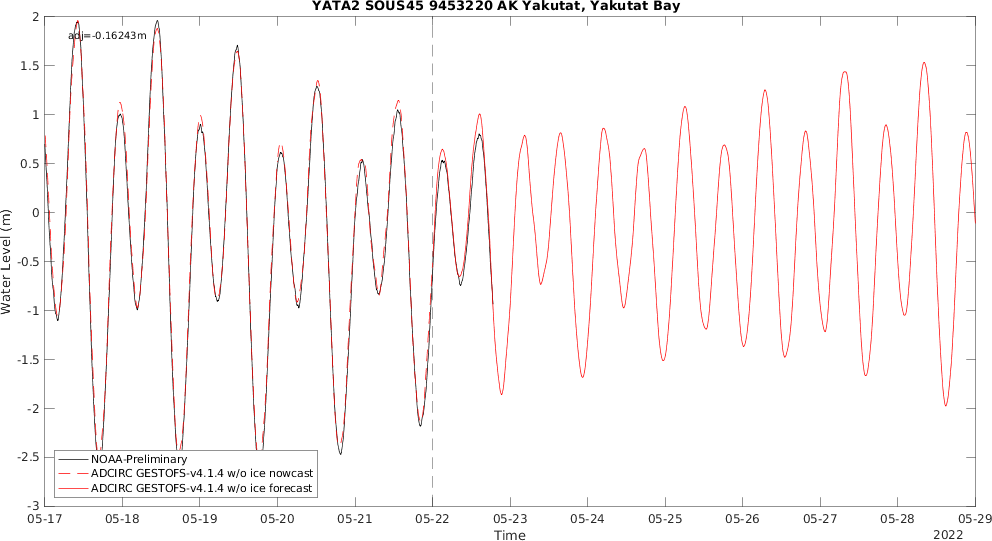 YATA2 SOUS45 9453220 AK Yakutat, Yakutat Bay
adj=-0.16243m
2
1.5
1
0.5
0
-0.5
-1
-1.5
-2
-2.5
-3
Water Level (m)
NOAA-Preliminary
ADCIRC GESTOFS-v4.1.4 w/o ice nowcast
ADCIRC GESTOFS-v4.1.4 w/o ice forecast
05-17 05-18 05-19 05-20 05-21 05-22 05-23 05-24 05-25 05-26 05-27 05-28 05-29
Time
2022